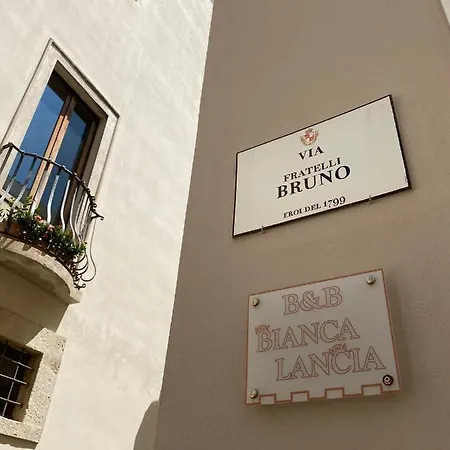 VIA
FRATELLI
BRUNO
EROI DEL 1799
B&B
BIANCA
LANCIA